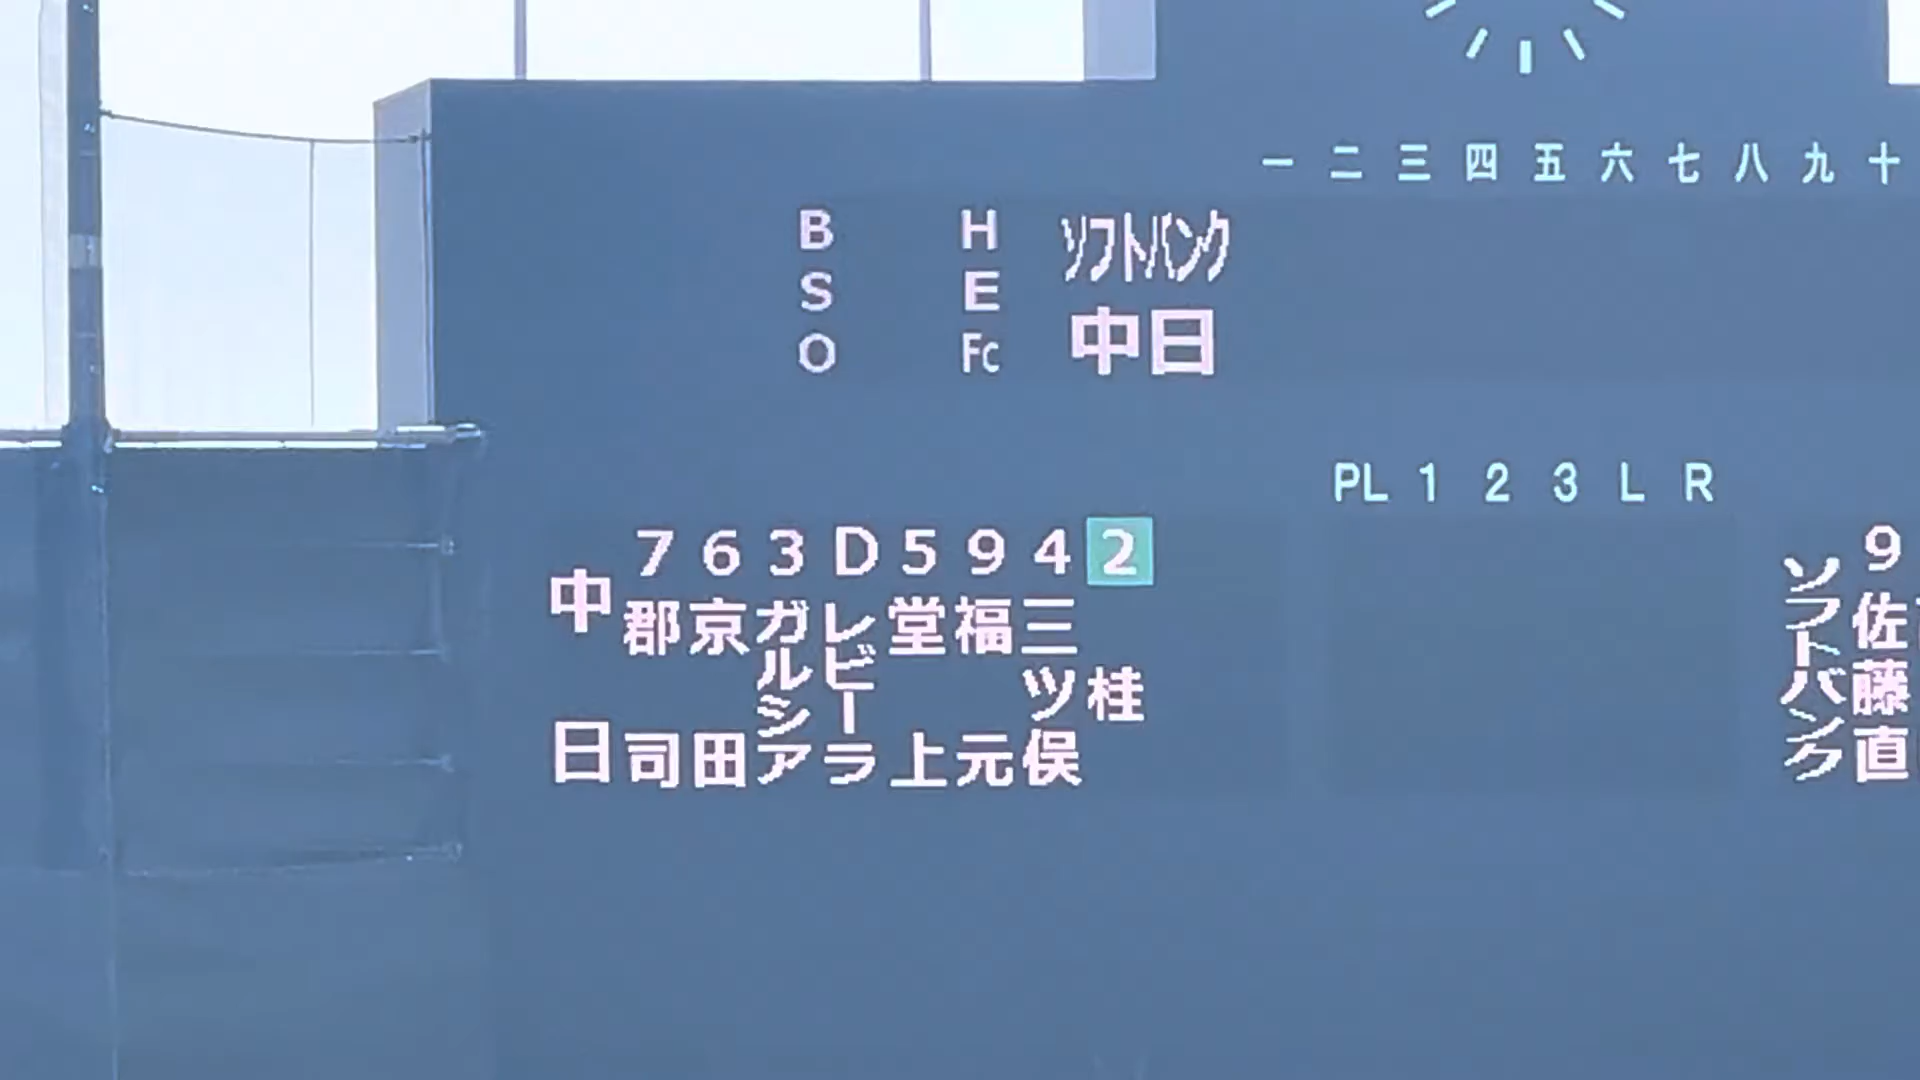 一 二 三 四 五 六 七 八 九 十
B H ソフトバンク
S E 中日
O Fc
PL 1 2 3 L R
中日
7 郡司
6 京田
3 ガルシア
D レビーラ
5 堂上
9 福元
4 三ツ俣
2 桂
ソフトバンク
9 佐藤直